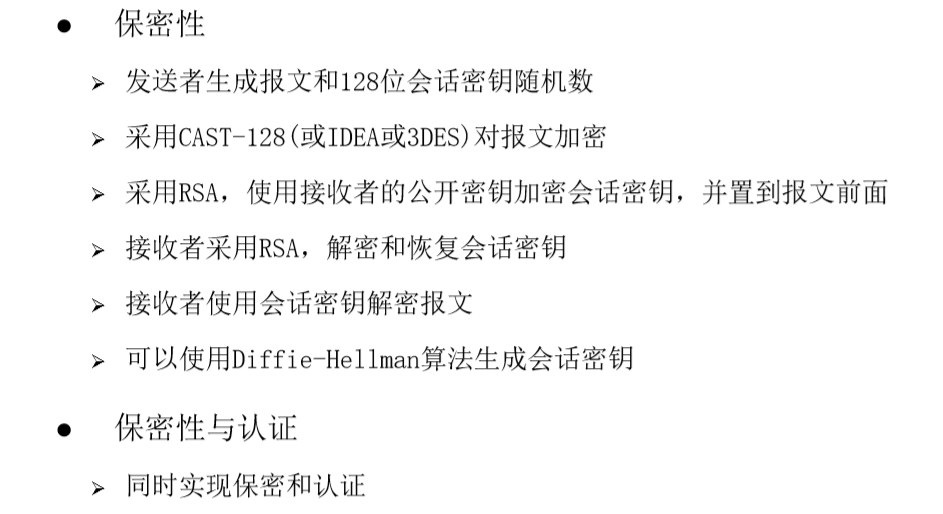 ● 保密性
➢ 发送者生成报文和128位会话密钥随机数
➢ 采用CAST-128(或IDEA或3DES)对报文加密
➢ 采用RSA，使用接收者的公开密钥加密会话密钥，并置到报文前面
➢ 接收者采用RSA，解密和恢复会话密钥
➢ 接收者使用会话密钥解密报文
➢ 可以使用Diffie-Hellman算法生成会话密钥
● 保密性与认证
➢ 同时实现保密和认证